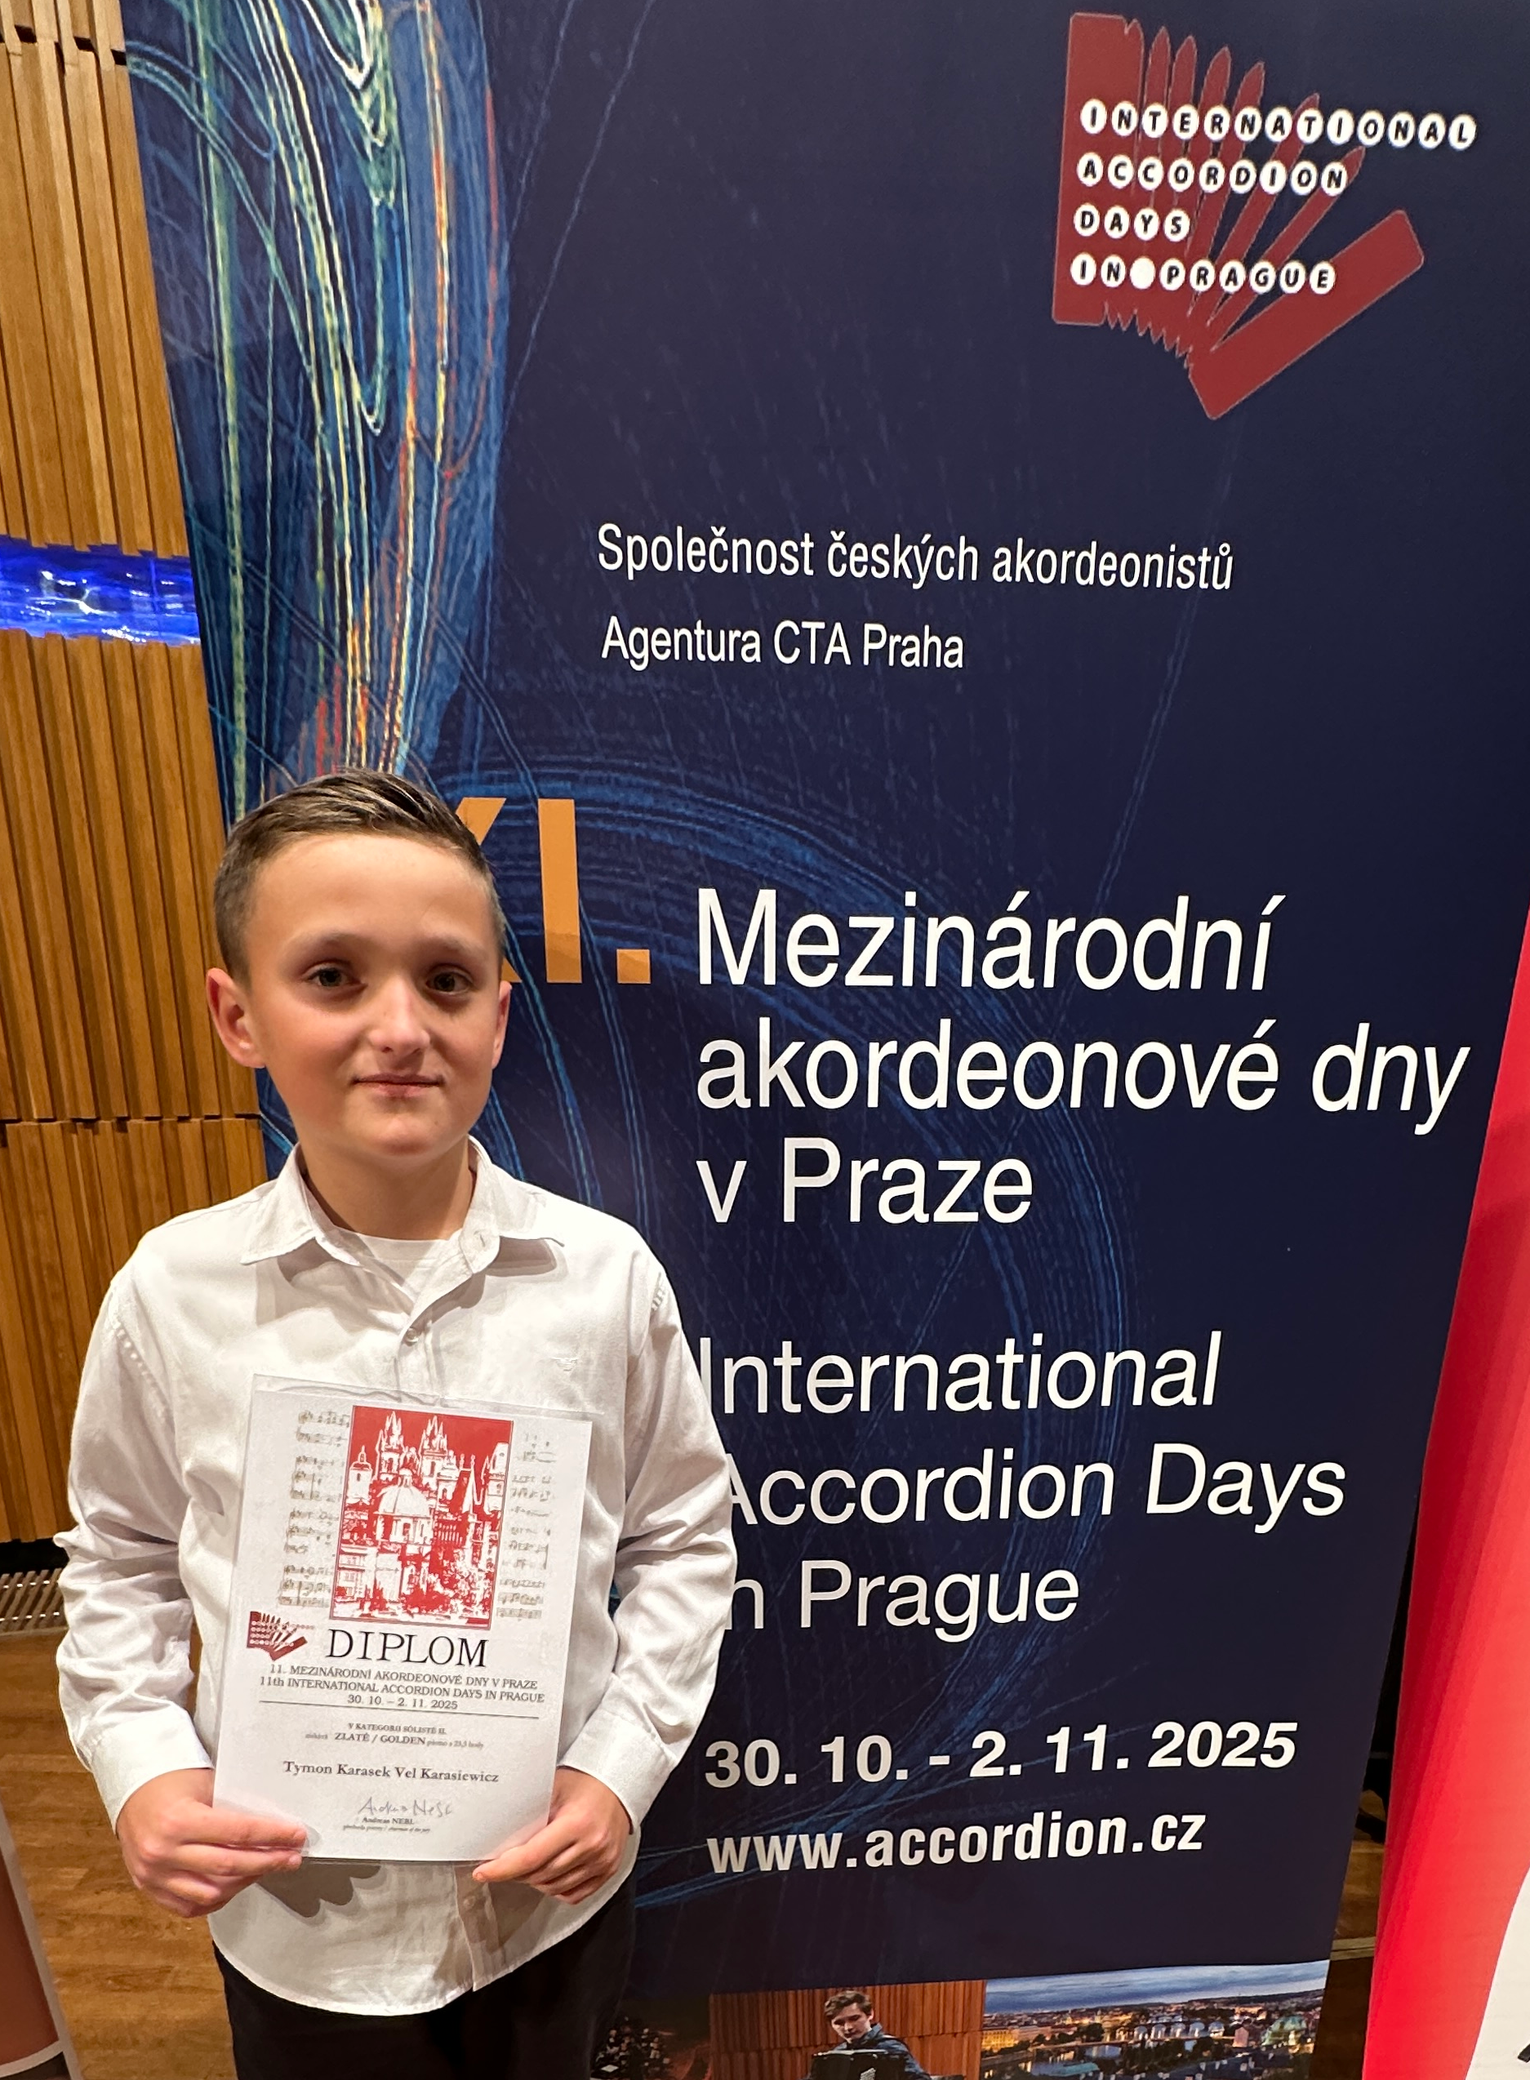 INTERNATIONAL
ACCORDION
DAYS
IN PRAGUE
Společnost českých akordeonistů
Agentura CTA Praha
XI. Mezinárodní
akordeonové dny
v Praze
International
Accordion Days
in Prague
30. 10. - 2. 11. 2025
www.accordion.cz
DIPLOM
11. MEZINÁRODNÍ AKORDEONOVÉ DNY V PRAZE
11th INTERNATIONAL ACCORDION DAYS IN PRAGUE
30. 10. – 2. 11. 2025
V KATEGORII SÓLISTÉ II.
ZLATÉ / GOLDEN
Tymon Karasek Vel Karasiewicz
Andreas NEBL